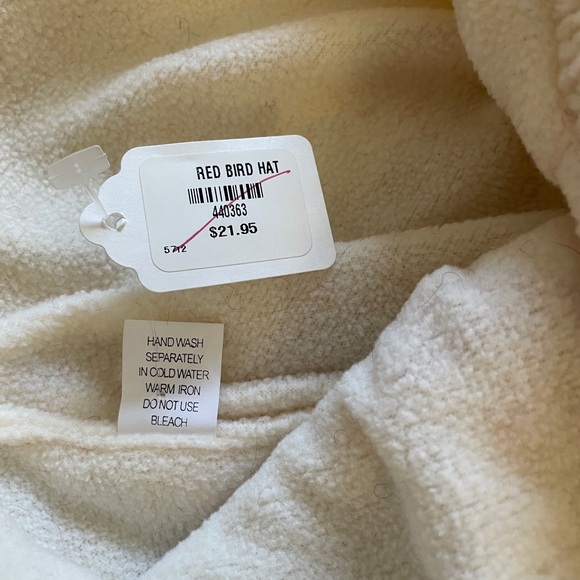 RED BIRD HAT
440363
$21.95
5712
HAND WASH
SEPARATELY
IN COLD WATER
WARM IRON
DO NOT USE
BLEACH